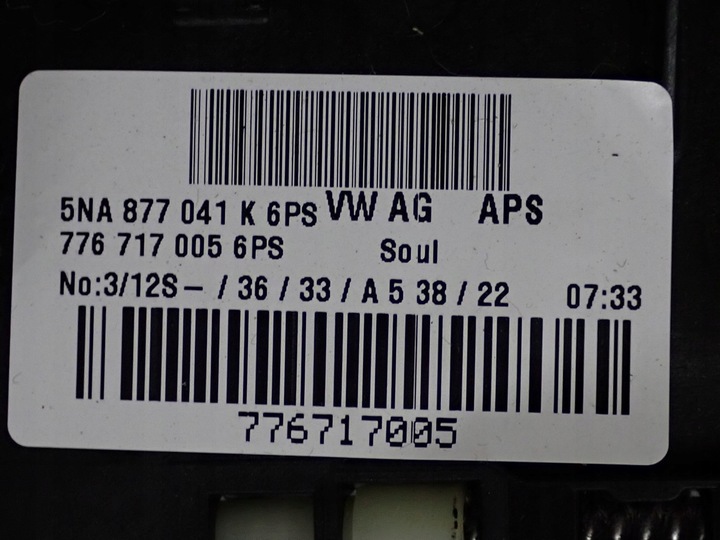 5NA 877 041 K 6PS VW AG APS
776 717 005 6PS Soul
No:3/12S- / 36 / 33 / A 5 38 / 22 07:33
776717005